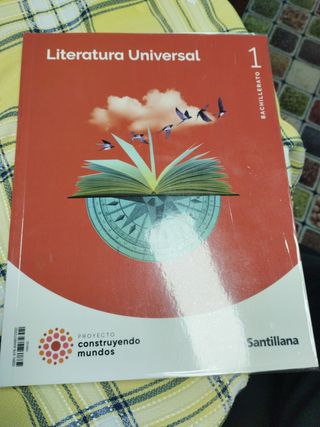 Literatura Universal
1
BACHILLERATO
PROYECTO
construyendo
mundos
Santillana